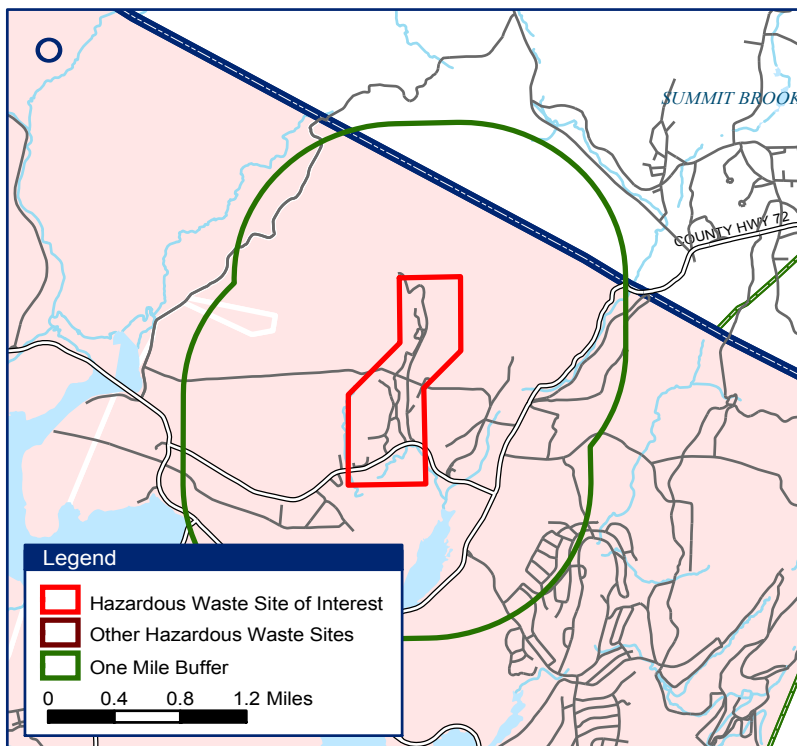 SUMMIT BROOK
COUNTY HWY 72
Legend
Hazardous Waste Site of Interest
Other Hazardous Waste Sites
One Mile Buffer
0 0.4 0.8 1.2 Miles